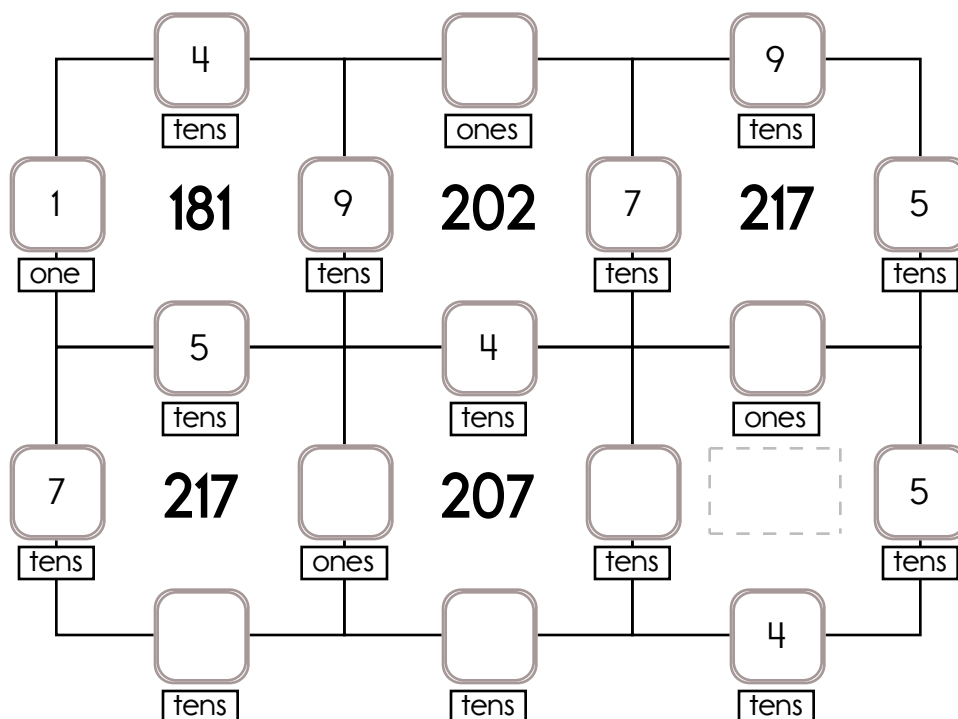 4 9
tens ones tens
1 181 9 202 7 217 5
one tens tens tens
5 4
tens tens ones
7 217 207 5
tens ones tens tens
4
tens tens tens